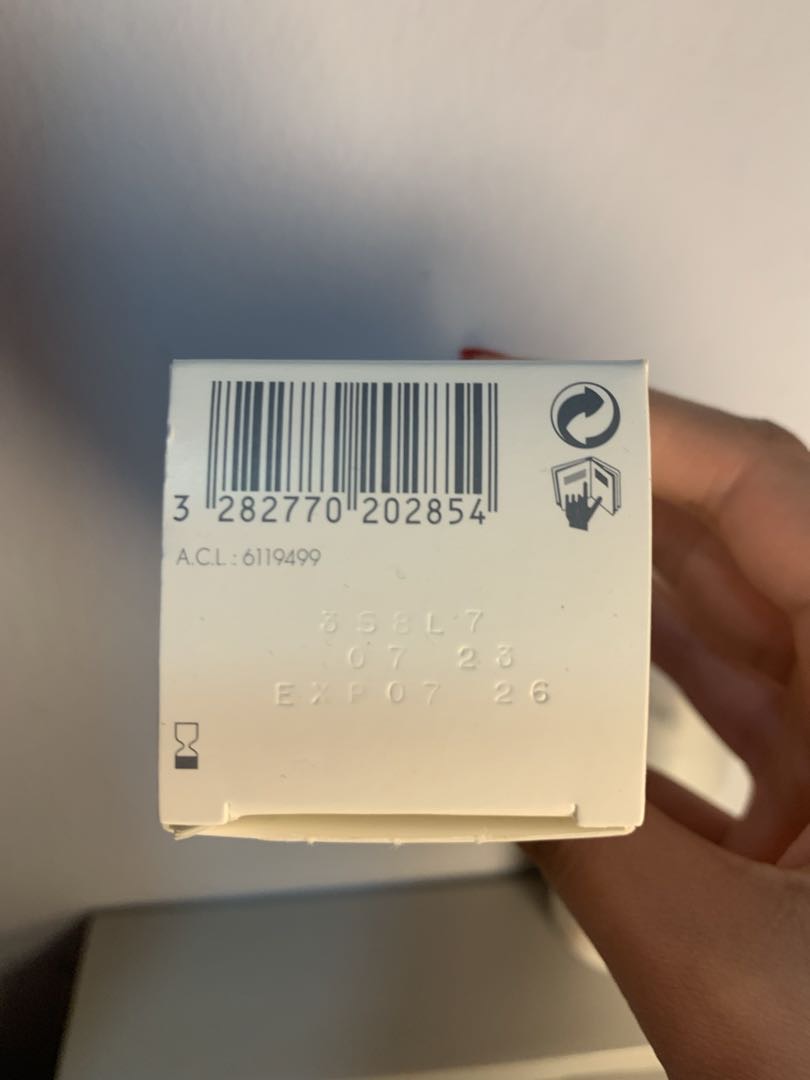 3 282770 202854
A.C.L. : 6119499
3S8L7
07 23
EXP07 26